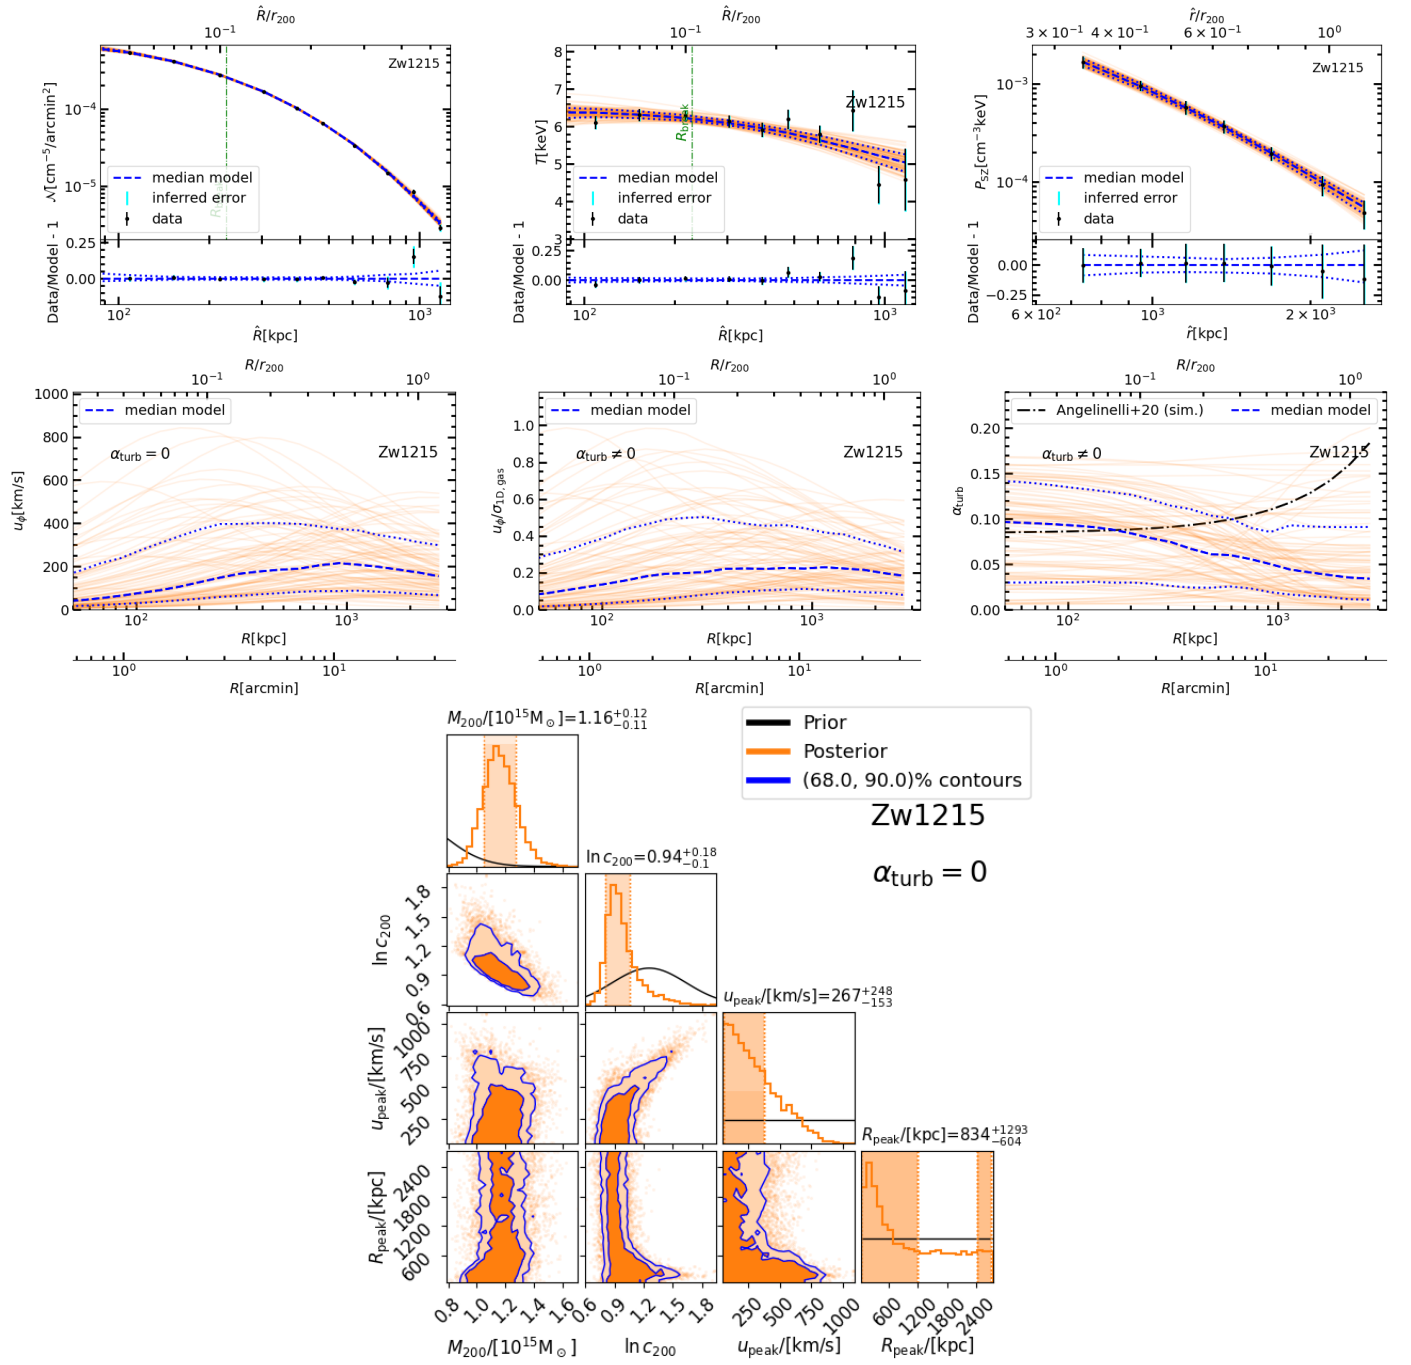 R̂/r₂₀₀
10⁻¹
Zw1215
𝒩[cm⁻⁵/arcmin²]
10⁻⁴
10⁻⁵
median model
inferred error
data
Data/Model - 1
0.25
0.00
10² 10³
R̂[kpc]
R̂/r₂₀₀
10⁻¹
Zw1215
R_break
T[keV]
8
7
6
5
4
3
median model
inferred error
data
Data/Model - 1
0.25
0.00
10² 10³
R̂[kpc]
r̂/r₂₀₀
3 × 10⁻¹ 4 × 10⁻¹ 6 × 10⁻¹ 10⁰
Zw1215
P_SZ[cm⁻³keV]
10⁻³
10⁻⁴
median model
inferred error
data
Data/Model - 1
0.00
−0.25
6 × 10² 10³ 2 × 10³
r̂[kpc]
R/r₂₀₀
10⁻¹ 10⁰
median model
α_turb = 0
Zw1215
u_ϕ[km/s]
1000
800
600
400
200
0
10² 10³
R[kpc]
10⁰ 10¹
R[arcmin]
R/r₂₀₀
10⁻¹ 10⁰
median model
α_turb ≠ 0
Zw1215
u_ϕ/σ_1D,gas
1.0
0.8
0.6
0.4
0.2
0.0
10² 10³
R[kpc]
10⁰ 10¹
R[arcmin]
R/r₂₀₀
10⁻¹ 10⁰
Angelinelli+20 (sim.) median model
α_turb ≠ 0
Zw1215
α_turb
0.20
0.15
0.10
0.05
0.00
10² 10³
R[kpc]
10⁰ 10¹
R[arcmin]
Prior
Posterior
(68.0, 90.0)% contours
Zw1215
α_turb = 0
M₂₀₀/[10¹⁵M_⊙]=1.16+0.12−0.11
ln c₂₀₀=0.94+0.18−0.1
ln c₂₀₀
1.8
1.5
1.2
0.9
0.6
u_peak/[km/s]=267+248−153
u_peak/[km/s]
1000
750
500
250
R_peak/[kpc]=834+1293−604
R_peak/[kpc]
2400
1800
1200
600
0.8 1.0 1.2 1.4 1.6
M₂₀₀/[10¹⁵M_⊙]
0.6 0.9 1.2 1.5 1.8
ln c₂₀₀
250 500 750 1000
u_peak/[km/s]
600 1200 1800 2400
R_peak/[kpc]